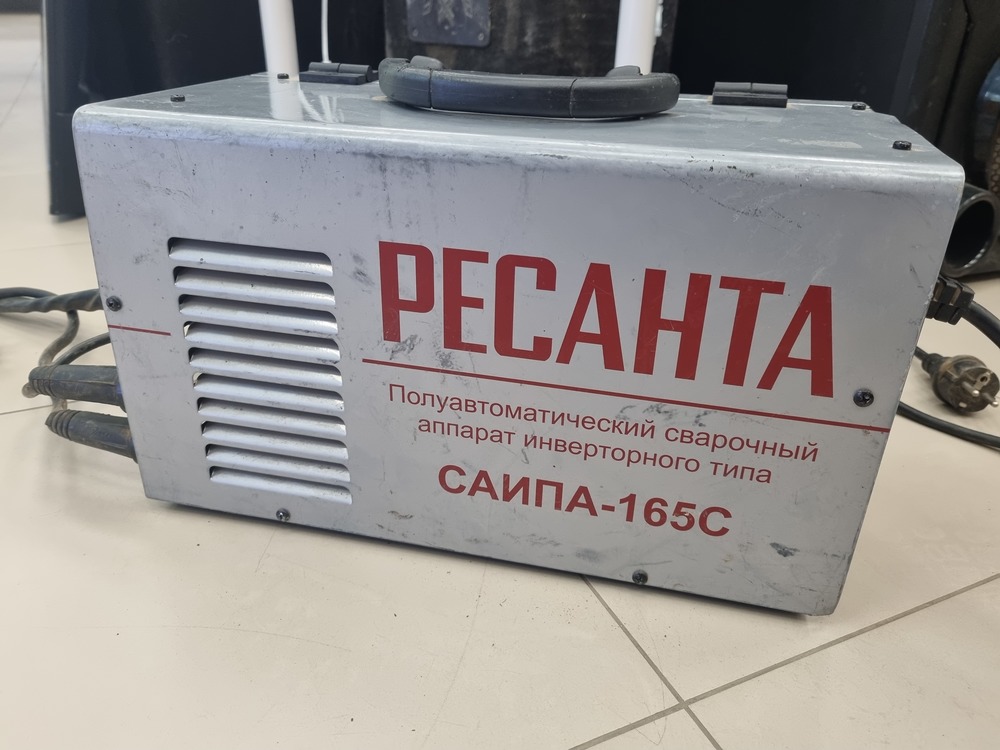 РЕСАНТА
Полуавтоматический сварочный
аппарат инверторного типа
САИПА-165С